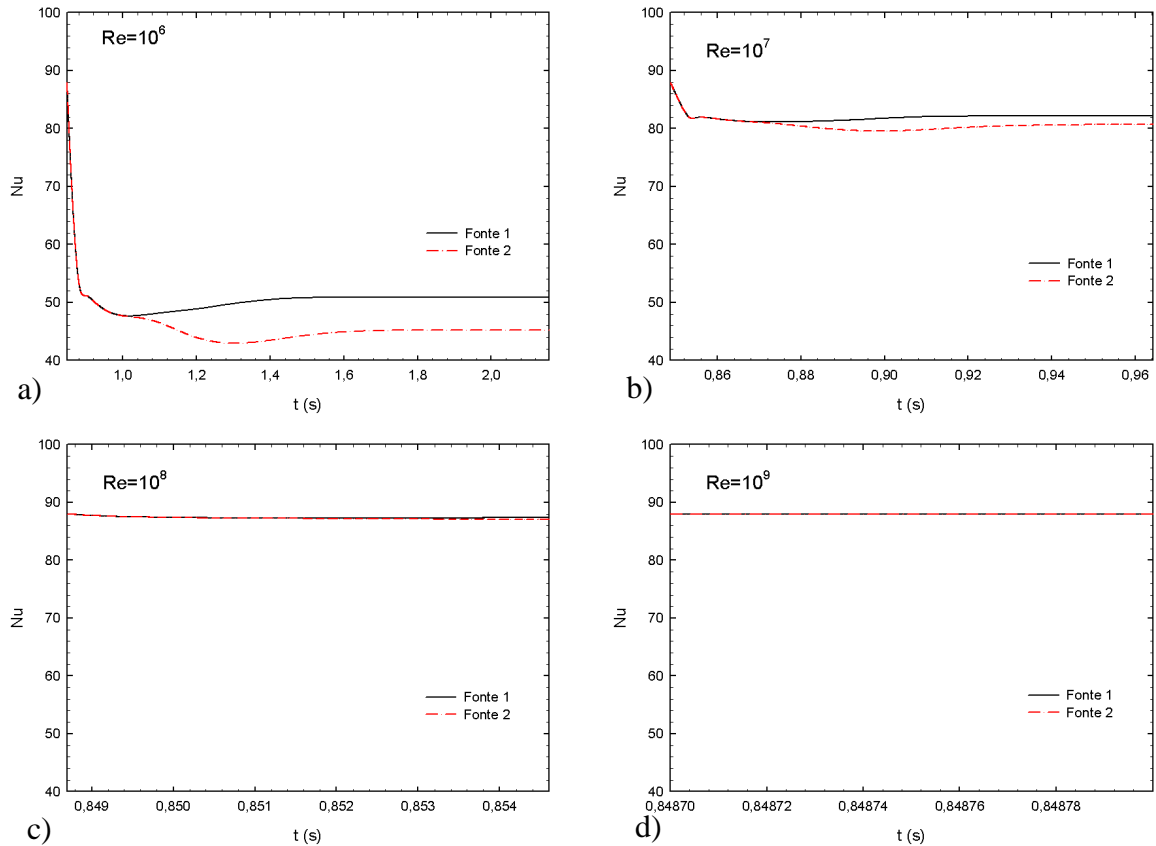 Re=10^6
100
90
80
70
60
50
40
Nu
Fonte 1
Fonte 2
1,0 1,2 1,4 1,6 1,8 2,0
t (s)
a)
Re=10^7
100
90
80
70
60
50
40
Nu
Fonte 1
Fonte 2
0,86 0,88 0,90 0,92 0,94 0,96
t (s)
b)
Re=10^8
100
90
80
70
60
50
40
Nu
Fonte 1
Fonte 2
0,849 0,850 0,851 0,852 0,853 0,854
t (s)
c)
Re=10^9
100
90
80
70
60
50
40
Nu
Fonte 1
Fonte 2
0,84870 0,84872 0,84874 0,84876 0,84878
t (s)
d)